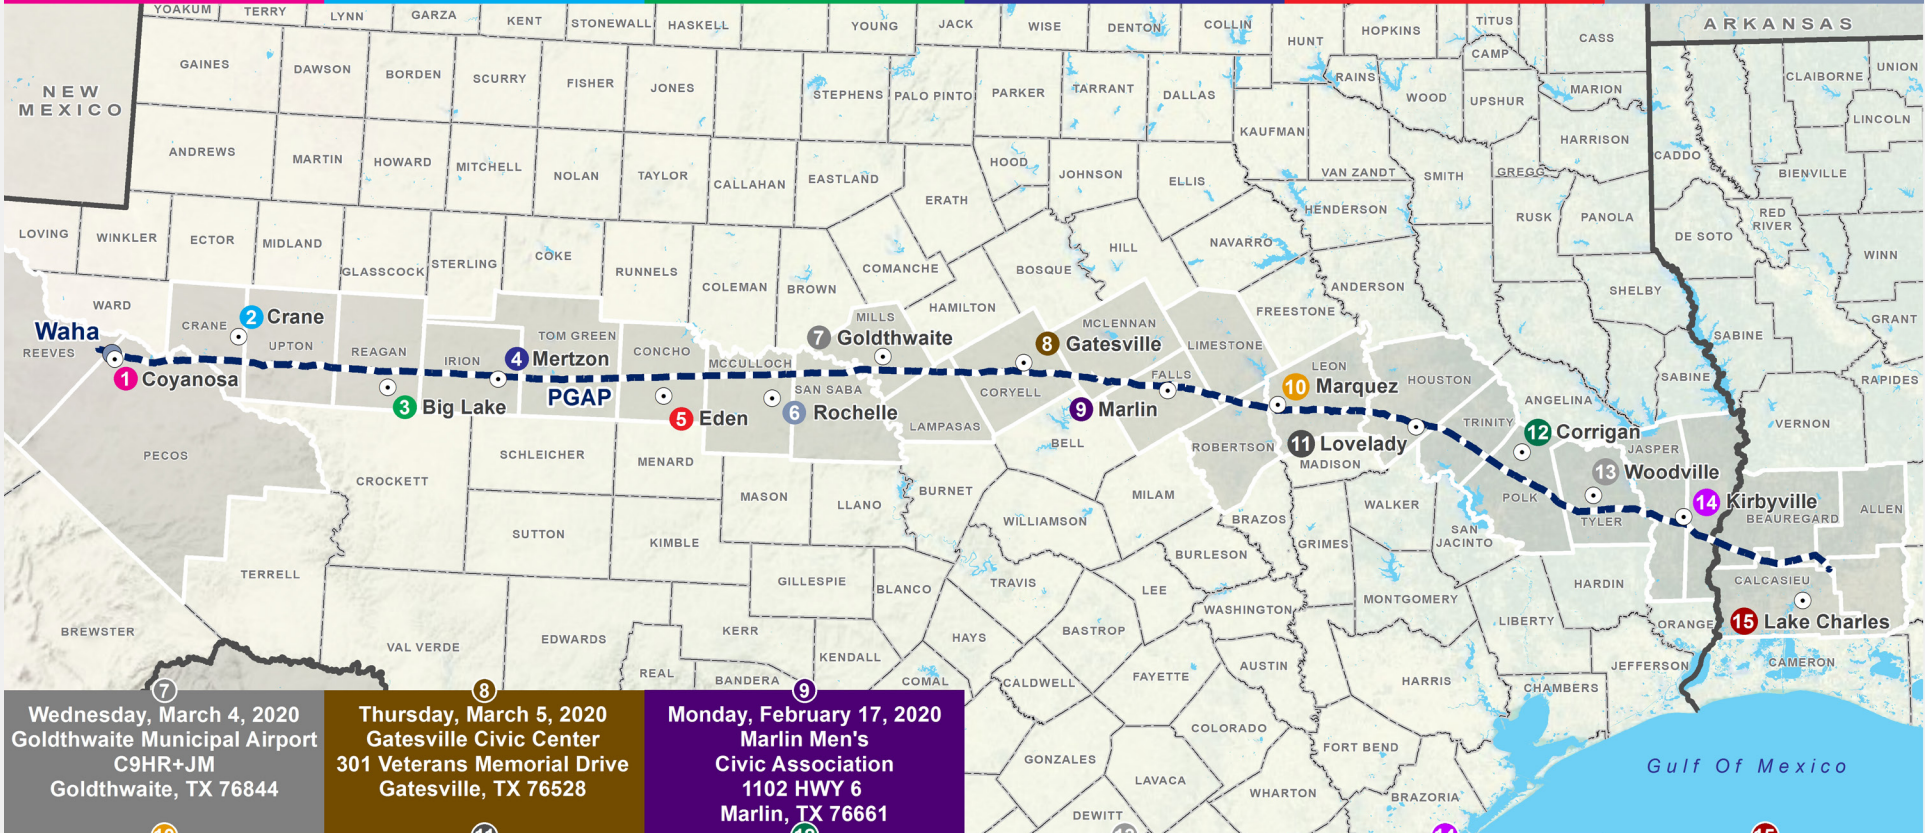 YOAKUM
TERRY
LYNN
GARZA
KENT
STONEWALL
HASKELL
YOUNG
JACK
WISE
DENTON
COLLIN
HUNT
HOPKINS
TITUS
CAMP
CASS
ARKANSAS
NEW
MEXICO
GAINES
DAWSON
BORDEN
SCURRY
FISHER
JONES
STEPHENS
PALO PINTO
PARKER
TARRANT
DALLAS
RAINS
WOOD
UPSHUR
MARION
CLAIBORNE
UNION
LINCOLN
ANDREWS
MARTIN
HOWARD
MITCHELL
NOLAN
TAYLOR
CALLAHAN
EASTLAND
ERATH
HOOD
JOHNSON
ELLIS
KAUFMAN
VAN ZANDT
SMITH
GREGG
HARRISON
CADDO
BIENVILLE
LOVING
WINKLER
ECTOR
MIDLAND
GLASSCOCK
STERLING
COKE
RUNNELS
COLEMAN
BROWN
COMANCHE
HAMILTON
BOSQUE
HILL
NAVARRO
HENDERSON
ANDERSON
FREESTONE
RUSK
PANOLA
SHELBY
DE SOTO
RED
RIVER
WINN
GRANT
SABINE
SABINE
RAPIDES
VERNON
WARD
CRANE
UPTON
REAGAN
IRION
TOM GREEN
CONCHO
MCCULLOCH
SAN SABA
MILLS
LAMPASAS
CORYELL
MCLENNAN
FALLS
LIMESTONE
LEON
HOUSTON
TRINITY
ANGELINA
JASPER
Waha
REEVES
1 Coyanosa
2 Crane
3 Big Lake
4 Mertzon
PGAP
5 Eden
6 Rochelle
7 Goldthwaite
8 Gatesville
9 Marlin
10 Marquez
11 Lovelady
12 Corrigan
13 Woodville
14 Kirbyville
15 Lake Charles
PECOS
CROCKETT
SCHLEICHER
MENARD
MASON
LLANO
BURNET
BELL
ROBERTSON
MADISON
WALKER
POLK
TYLER
BEAUREGARD
ALLEN
SUTTON
KIMBLE
WILLIAMSON
MILAM
BRAZOS
GRIMES
SAN
JACINTO
TERRELL
GILLESPIE
BLANCO
TRAVIS
LEE
BURLESON
WASHINGTON
MONTGOMERY
HARDIN
LIBERTY
ORANGE
CALCASIEU
CAMERON
JEFFERSON
BREWSTER
VAL VERDE
EDWARDS
REAL
KERR
BANDERA
KENDALL
COMAL
HAYS
CALDWELL
BASTROP
FAYETTE
AUSTIN
HARRIS
CHAMBERS
GONZALES
LAVACA
COLORADO
WHARTON
FORT BEND
BRAZORIA
DEWITT
Gulf Of Mexico
7
Wednesday, March 4, 2020
Goldthwaite Municipal Airport
C9HR+JM
Goldthwaite, TX 76844
8
Thursday, March 5, 2020
Gatesville Civic Center
301 Veterans Memorial Drive
Gatesville, TX 76528
9
Monday, February 17, 2020
Marlin Men's
Civic Association
1102 HWY 6
Marlin, TX 76661